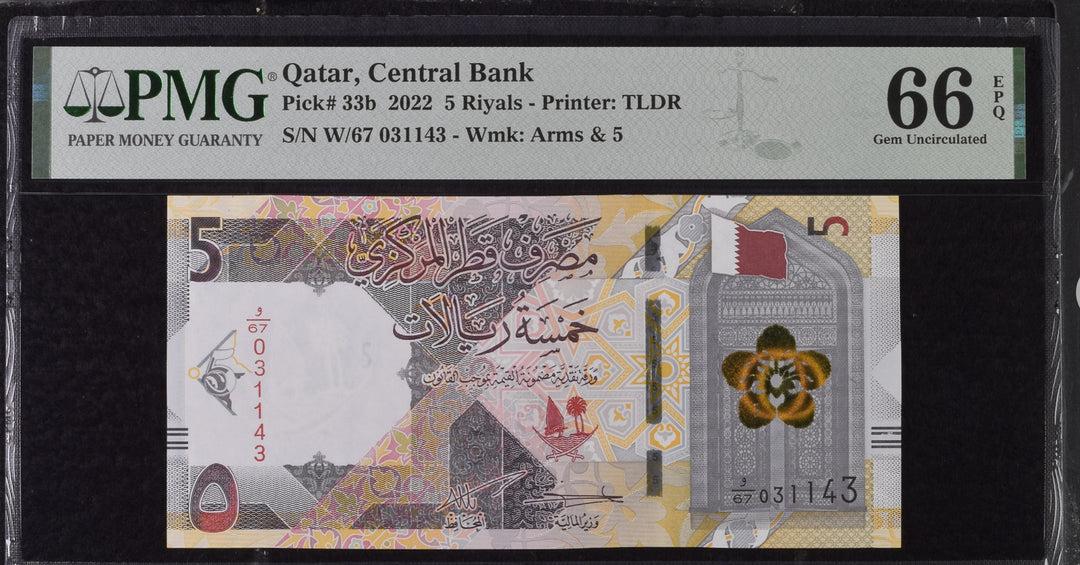 PMG®
PAPER MONEY GUARANTY
Qatar, Central Bank
Pick# 33b 2022 5 Riyals - Printer: TLDR
S/N W/67 031143 - Wmk: Arms & 5
66
EPQ
Gem Uncirculated
5
مصرف قطر المركزي
5
خمسة ريالات
و
67
031143
ورقة نقدية مضمونة القيمة بموجب القانون
٥
المحافظ
وزير المالية
و
67
031143